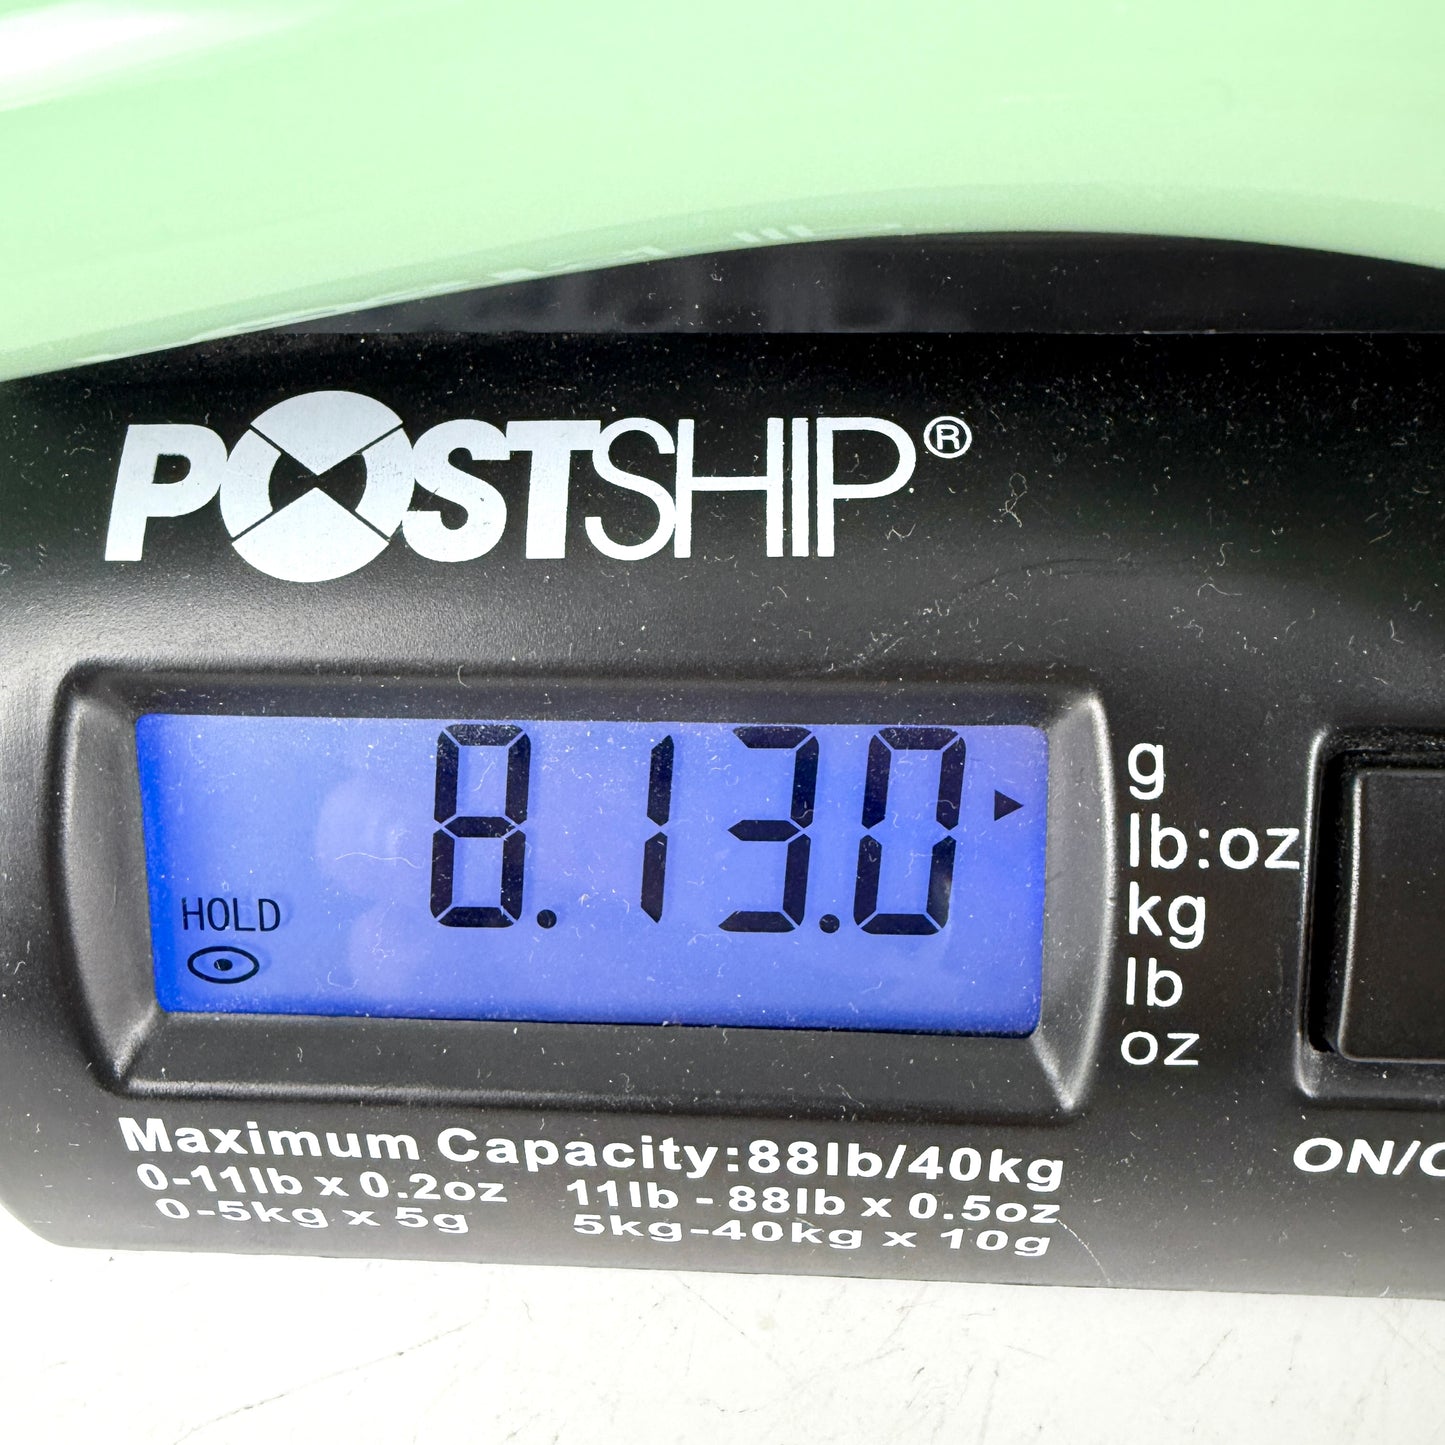 POSTSHIP®
8.13.0
HOLD
g
lb:oz
kg
lb
oz
Maximum Capacity:88lb/40kg
0-11lb x 0.2oz 11lb - 88lb x 0.5oz
0-5kg x 5g 5kg-40kg x 10g